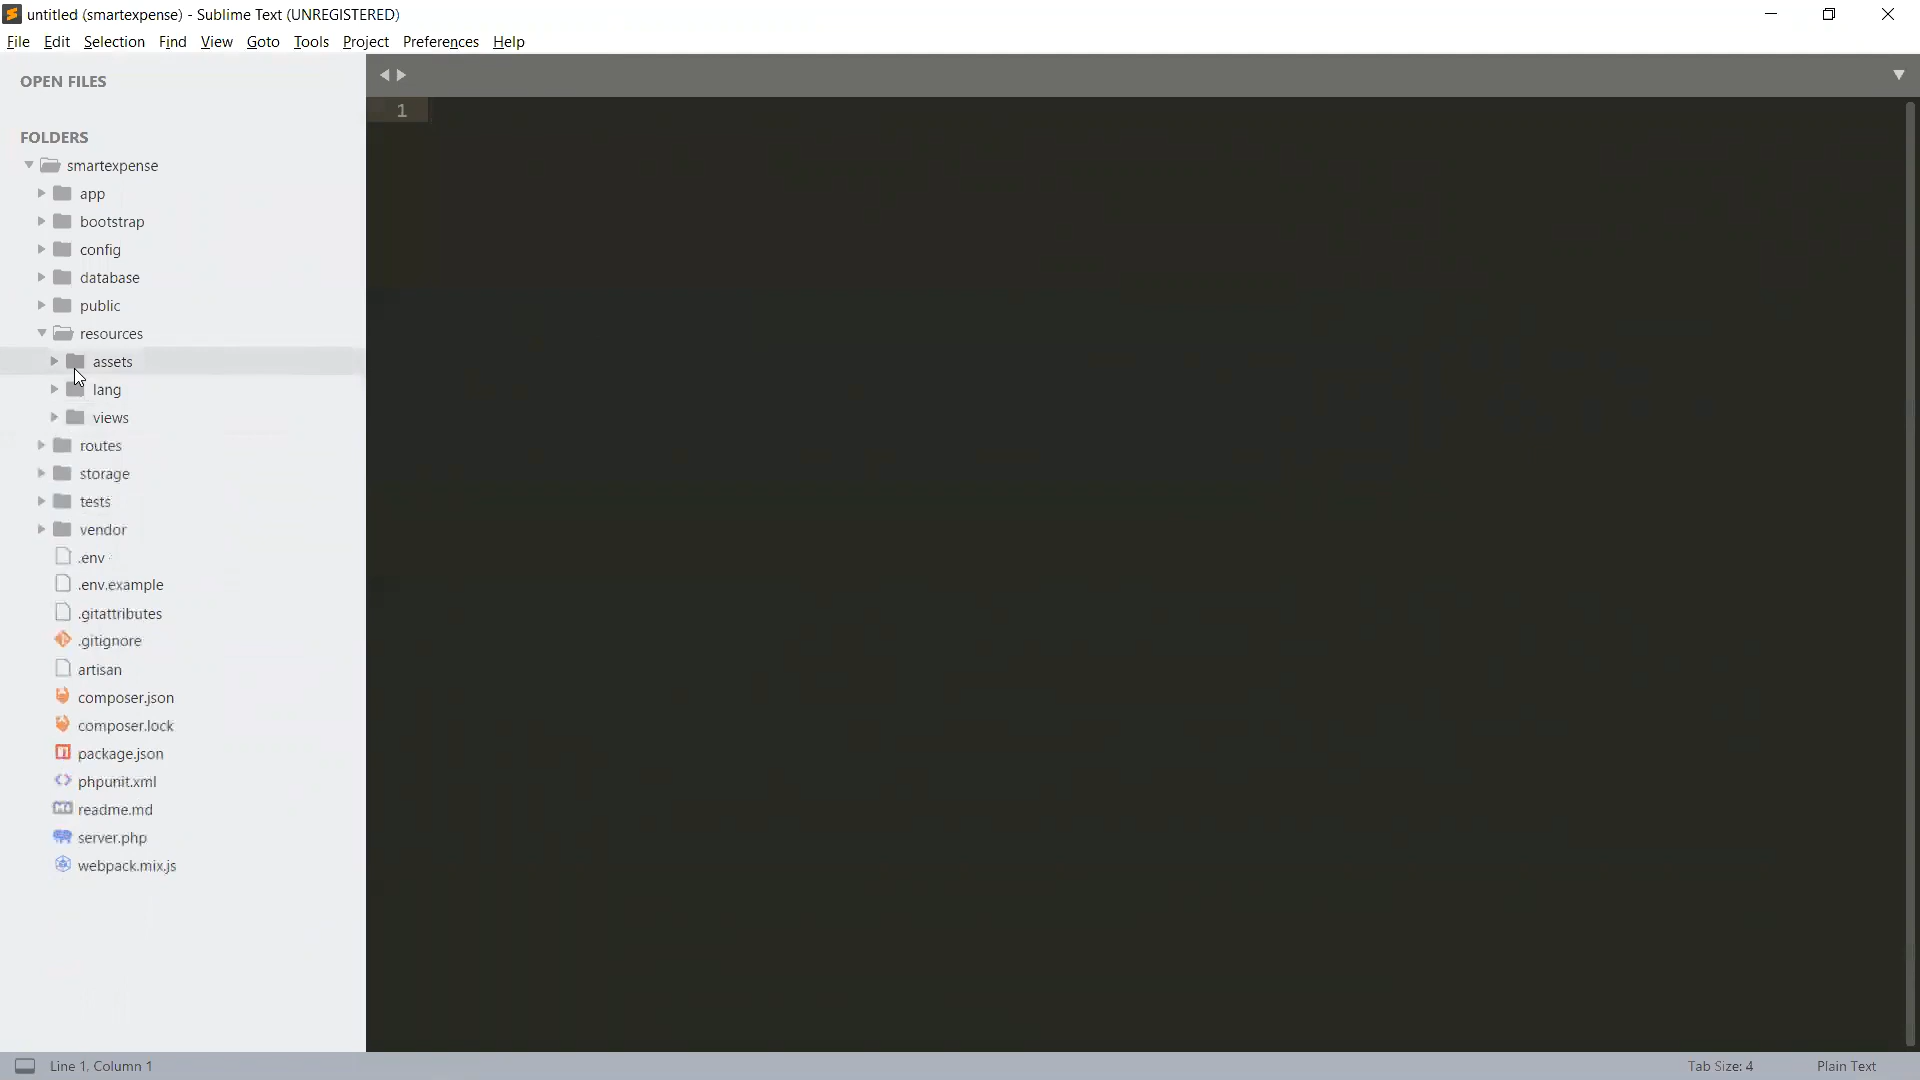 untitled (smartexpense) - Sublime Text (UNREGISTERED)
File Edit Selection Find View Goto Tools Project Preferences Help
OPEN FILES
FOLDERS
smartexpense
app
bootstrap
config
database
public
resources
assets
lang
views
routes
storage
tests
vendor
.env
.env.example
.gitattributes
.gitignore
artisan
composer.json
composer.lock
package.json
phpunit.xml
readme.md
server.php
webpack.mix.js
1
Line 1, Column 1
Tab Size: 4
Plain Text